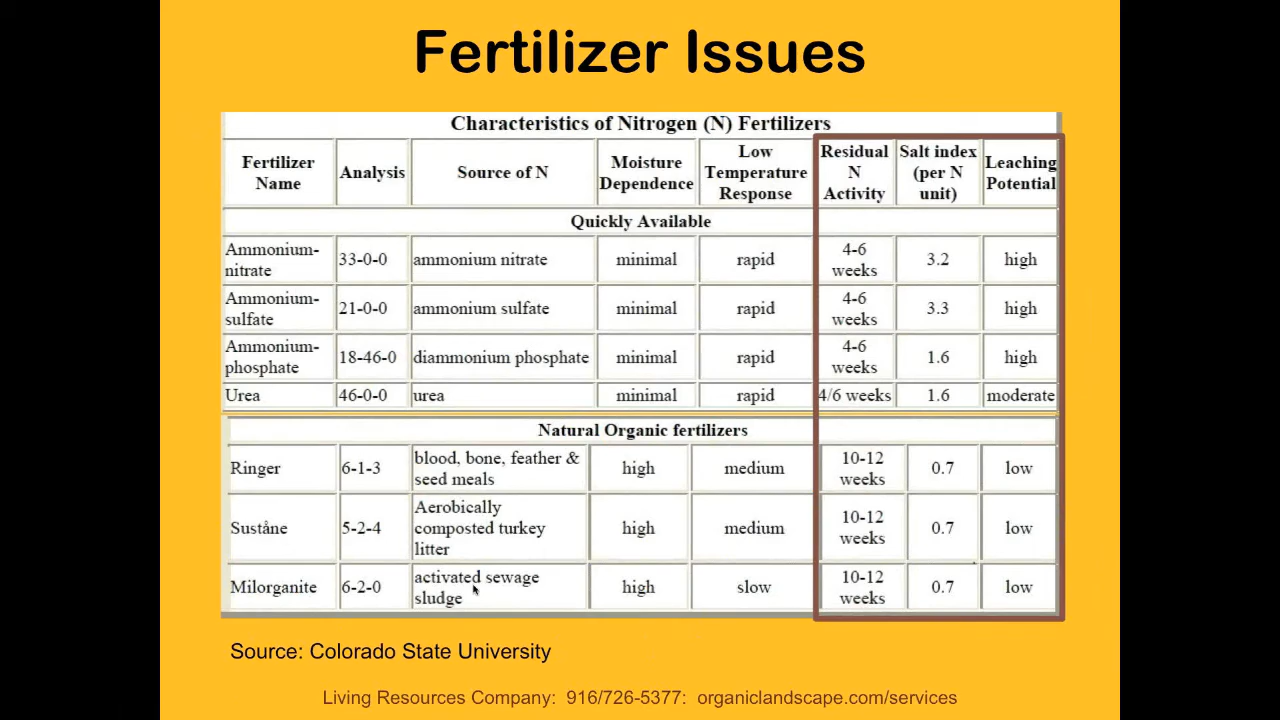 Fertilizer Issues
Characteristics of Nitrogen (N) Fertilizers
Fertilizer Name | Analysis | Source of N | Moisture Dependence | Low Temperature Response | Residual N Activity | Salt index (per N unit) | Leaching Potential
Quickly Available
Ammonium-nitrate | 33-0-0 | ammonium nitrate | minimal | rapid | 4-6 weeks | 3.2 | high
Ammonium-sulfate | 21-0-0 | ammonium sulfate | minimal | rapid | 4-6 weeks | 3.3 | high
Ammonium-phosphate | 18-46-0 | diammonium phosphate | minimal | rapid | 4-6 weeks | 1.6 | high
Urea | 46-0-0 | urea | minimal | rapid | 4/6 weeks | 1.6 | moderate
Natural Organic fertilizers
Ringer | 6-1-3 | blood, bone, feather & seed meals | high | medium | 10-12 weeks | 0.7 | low
Suståne | 5-2-4 | Aerobically composted turkey litter | high | medium | 10-12 weeks | 0.7 | low
Milorganite | 6-2-0 | activated sewage sludge | high | slow | 10-12 weeks | 0.7 | low
Source: Colorado State University
Living Resources Company: 916/726-5377: organiclandscape.com/services